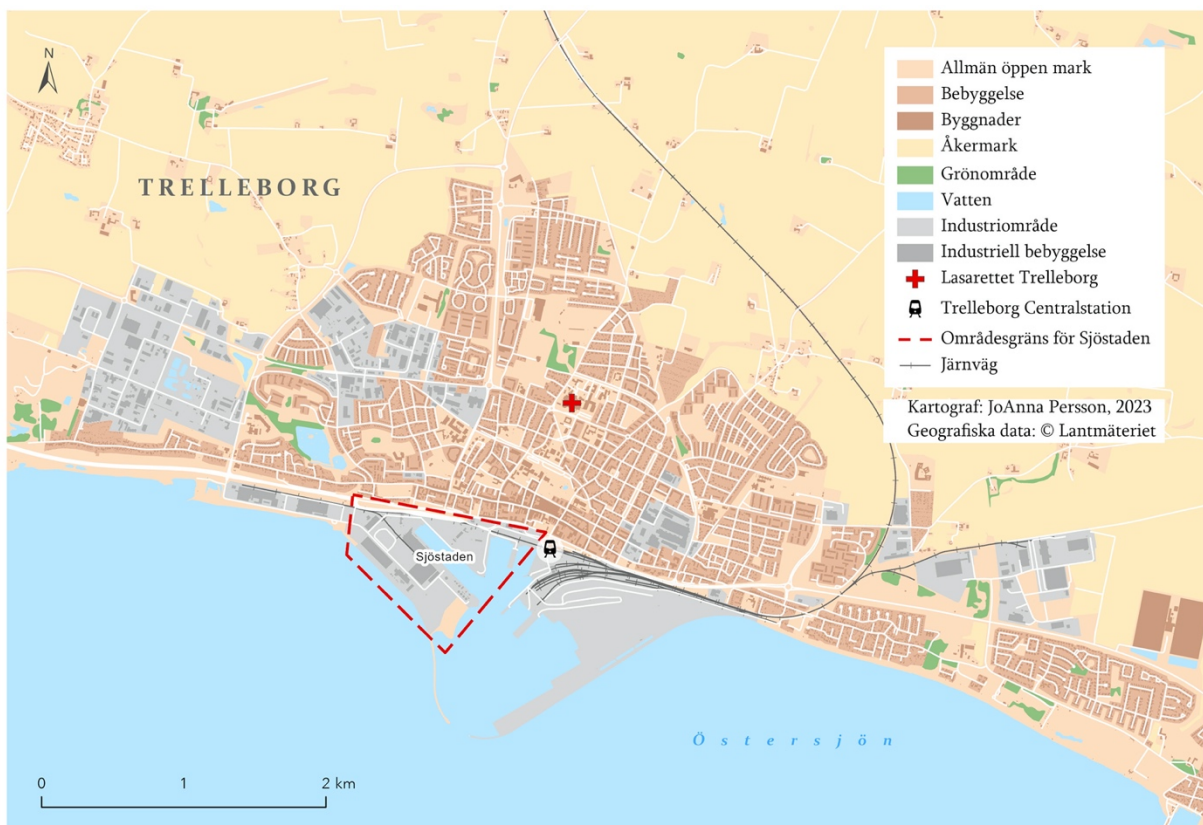 N
TRELLEBORG
Allmän öppen mark
Bebyggelse
Byggnader
Åkermark
Grönområde
Vatten
Industriområde
Industriell bebyggelse
Lasarettet Trelleborg
Trelleborg Centralstation
Områdesgräns för Sjöstaden
Järnväg
Kartograf: JoAnna Persson, 2023
Geografiska data: © Lantmäteriet
Sjöstaden
Östersjön
0 1 2 km